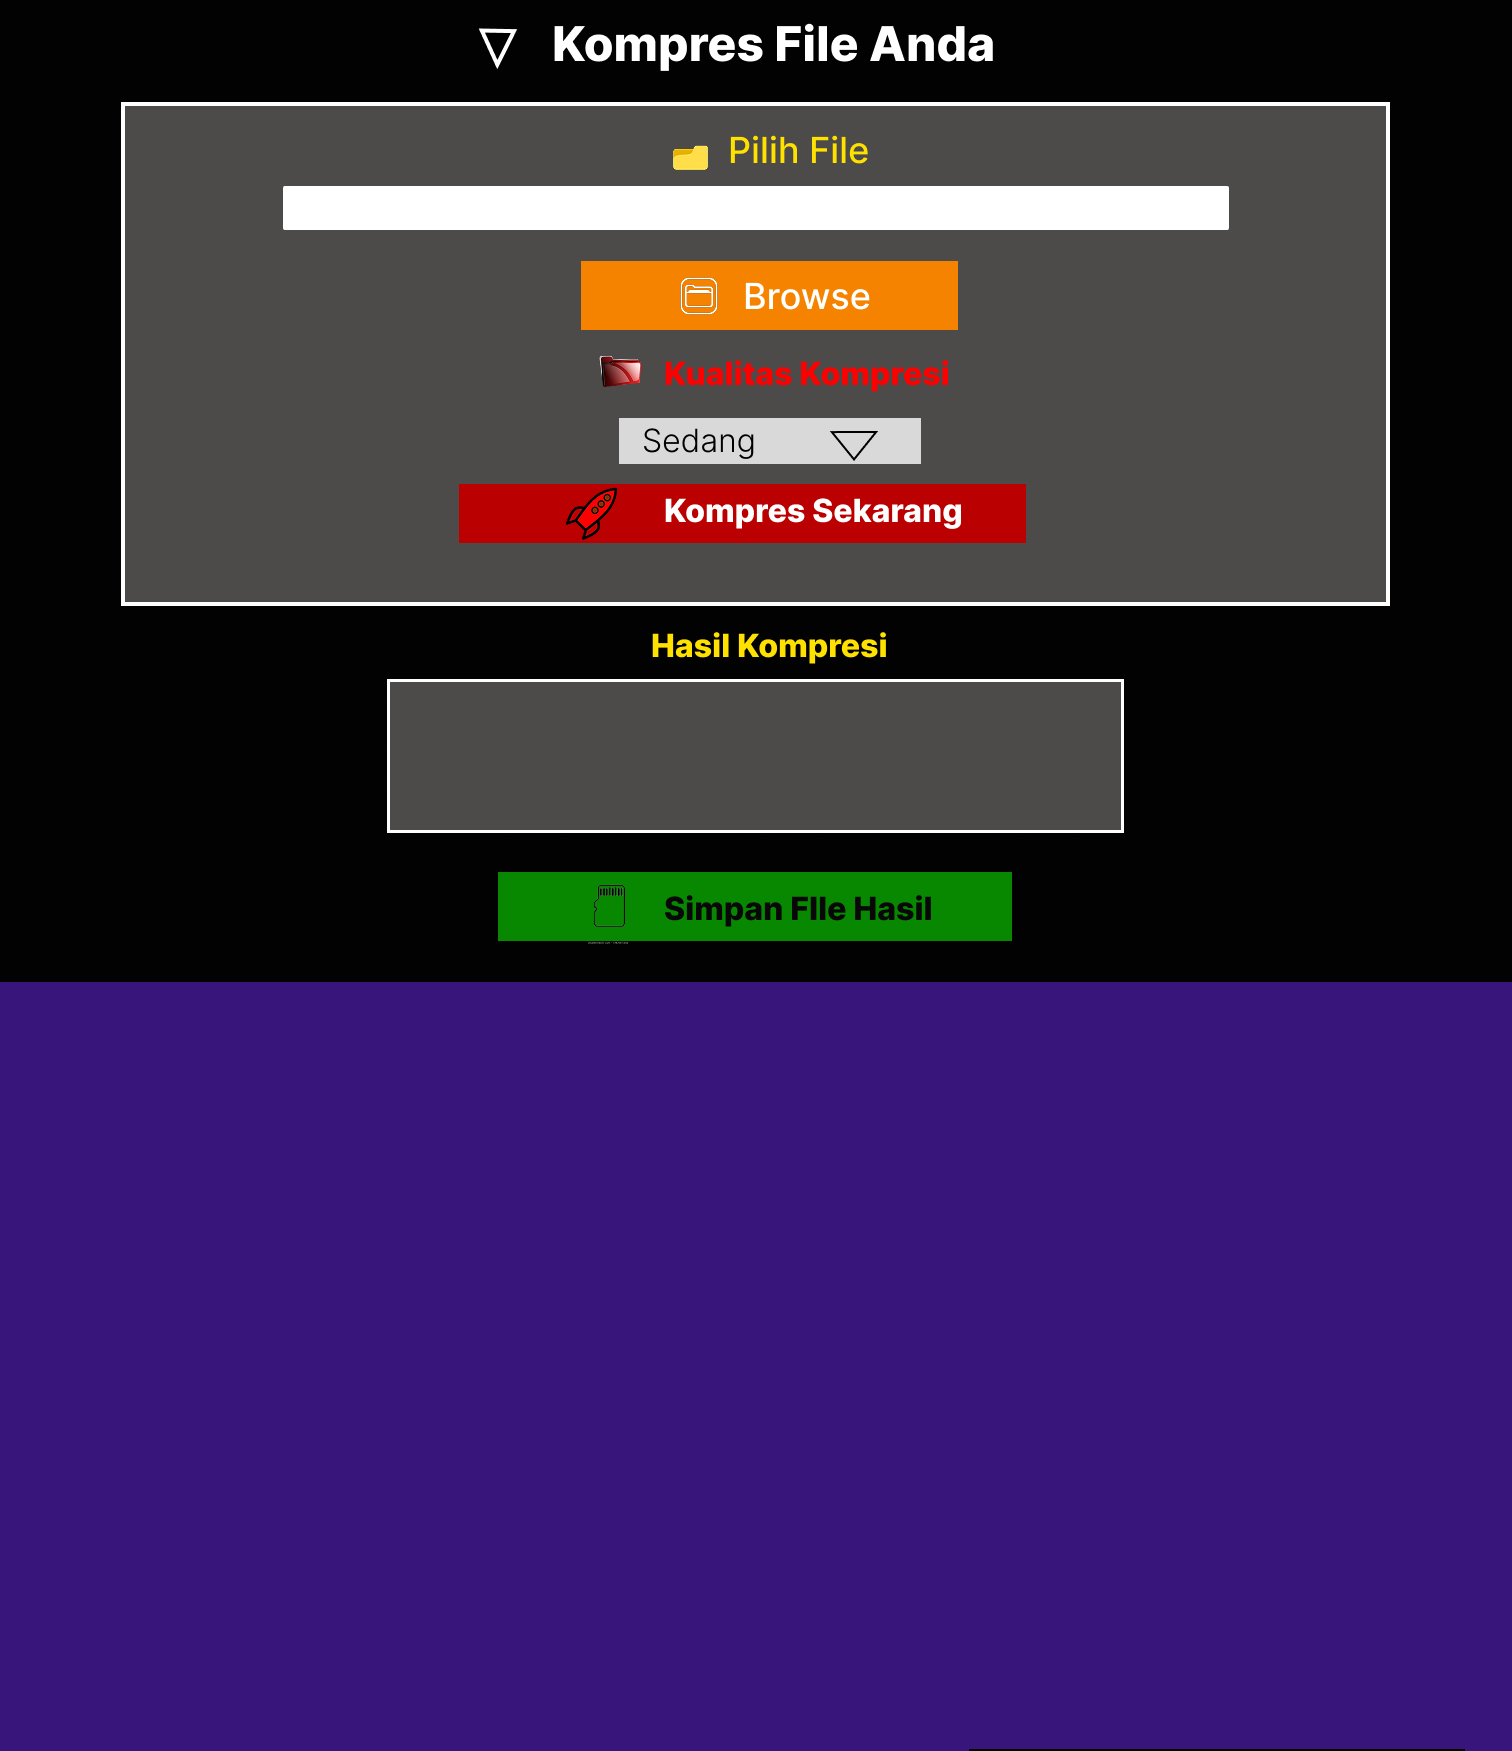 Kompres File Anda
Pilih File
Browse
Kualitas Kompresi
Sedang
Kompres Sekarang
Hasil Kompresi
Simpan FIle Hasil